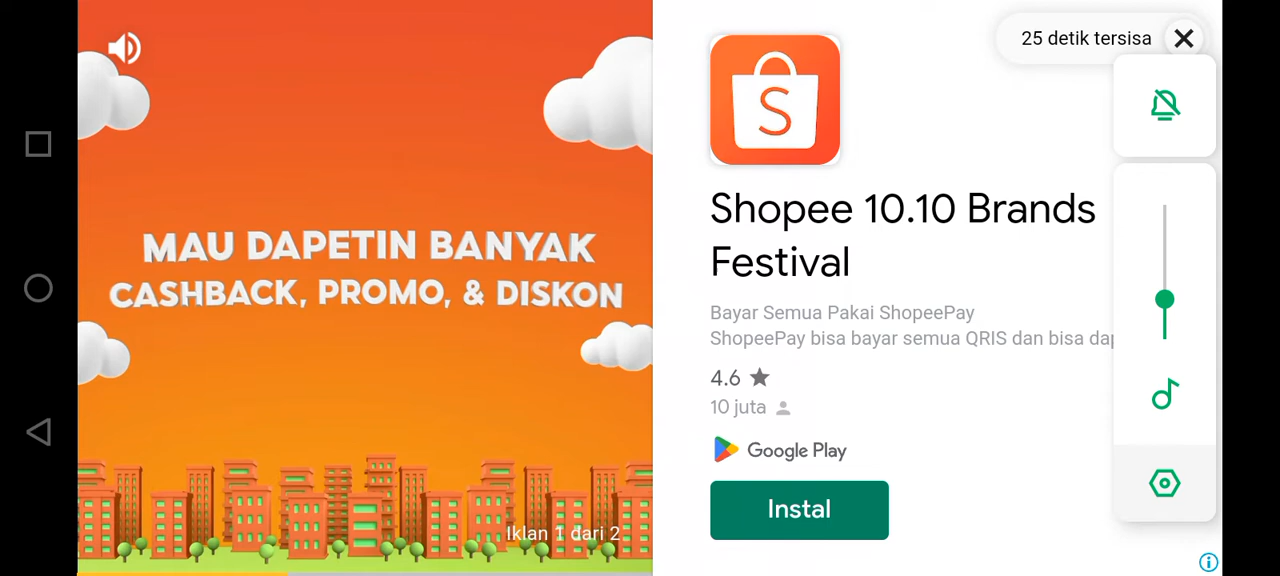 MAU DAPETIN BANYAK
CASHBACK, PROMO, & DISKON
Iklan 1 dari 2
25 detik tersisa
S
Shopee 10.10 Brands
Festival
Bayar Semua Pakai ShopeePay
ShopeePay bisa bayar semua QRIS dan bisa
4.6
10 juta
Google Play
Instal